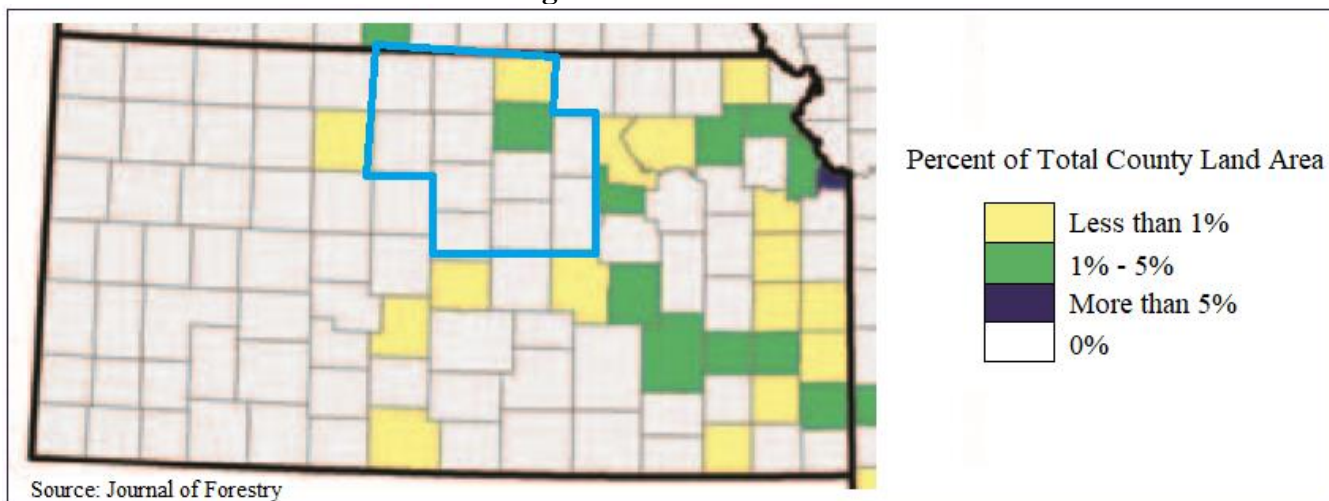 Percent of Total County Land Area
Less than 1%
1% - 5%
More than 5%
0%
Source: Journal of Forestry